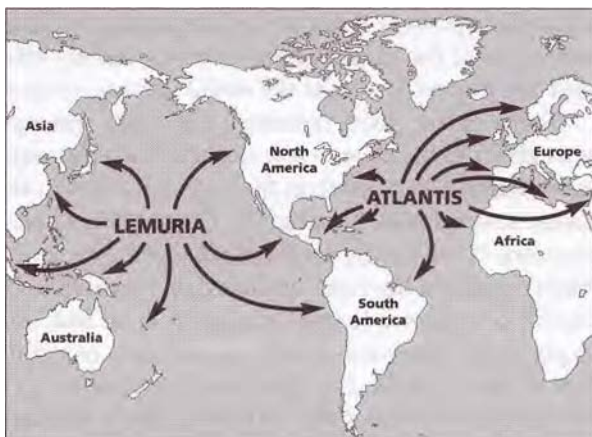 Asia
North
America
Europe
ATLANTIS
LEMURIA
Africa
South
America
Australia